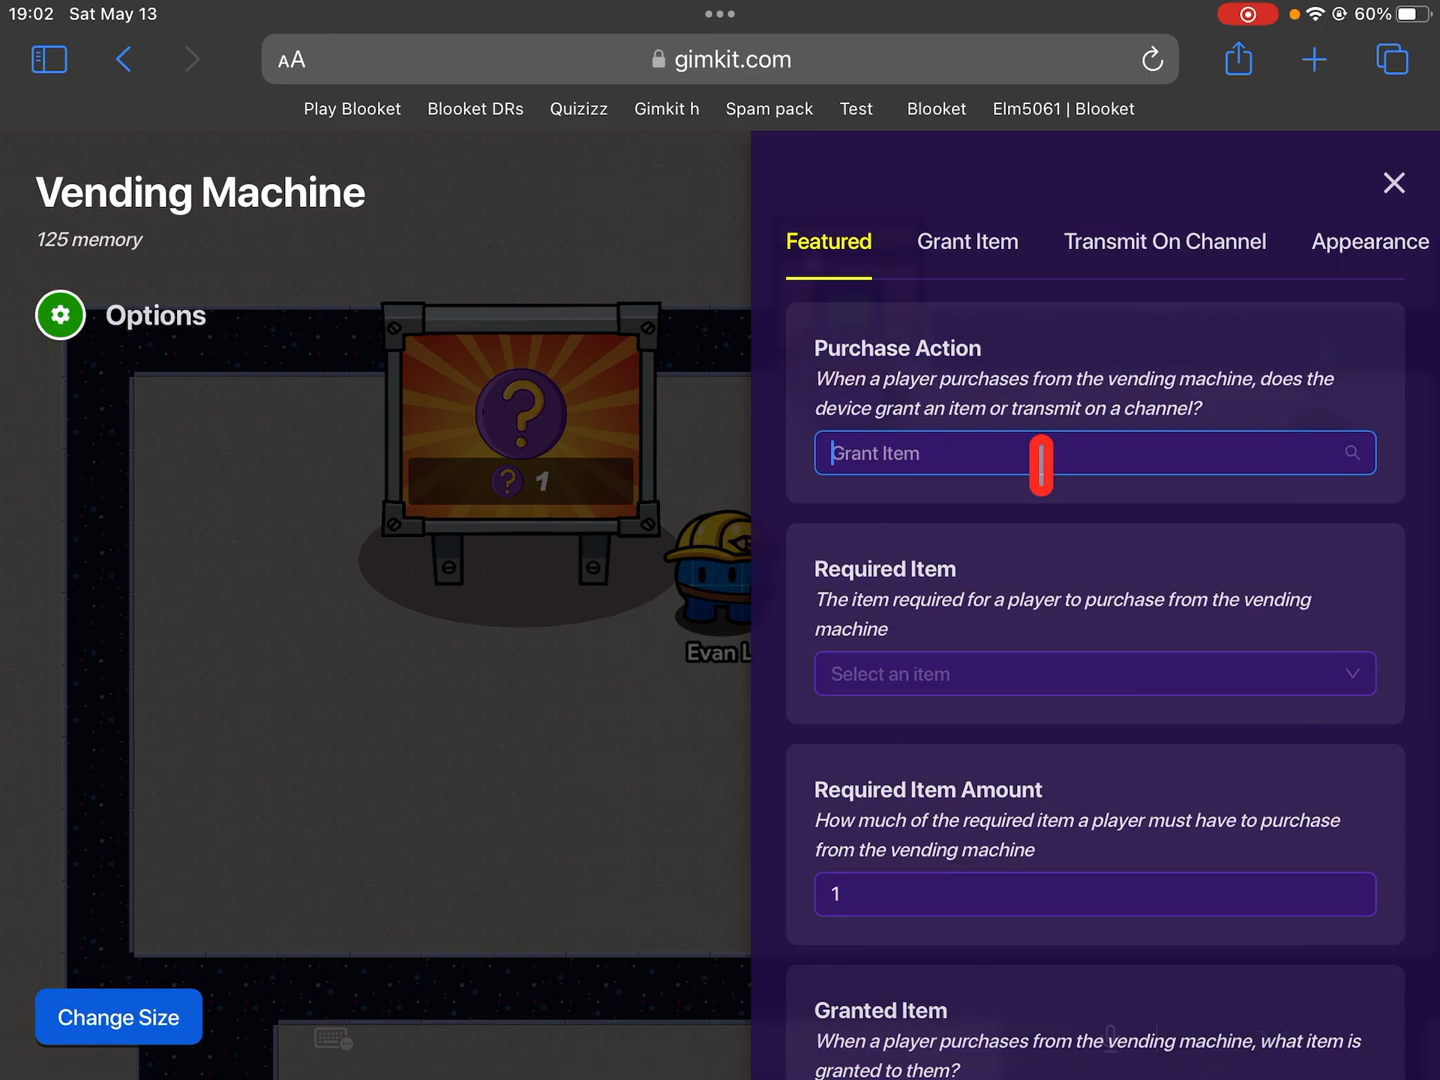 19:02 Sat May 13
60%
AA
gimkit.com
Play Blooket Blooket DRs Quizizz Gimkit h Spam pack Test Blooket Elm5061 | Blooket
Vending Machine
125 memory
Options
1
Evan L
Change Size
Featured Grant Item Transmit On Channel Appearance
Purchase Action
When a player purchases from the vending machine, does the
device grant an item or transmit on a channel?
Grant Item
Required Item
The item required for a player to purchase from the vending
machine
Select an item
Required Item Amount
How much of the required item a player must have to purchase
from the vending machine
1
Granted Item
When a player purchases from the vending machine, what item is
granted to them?